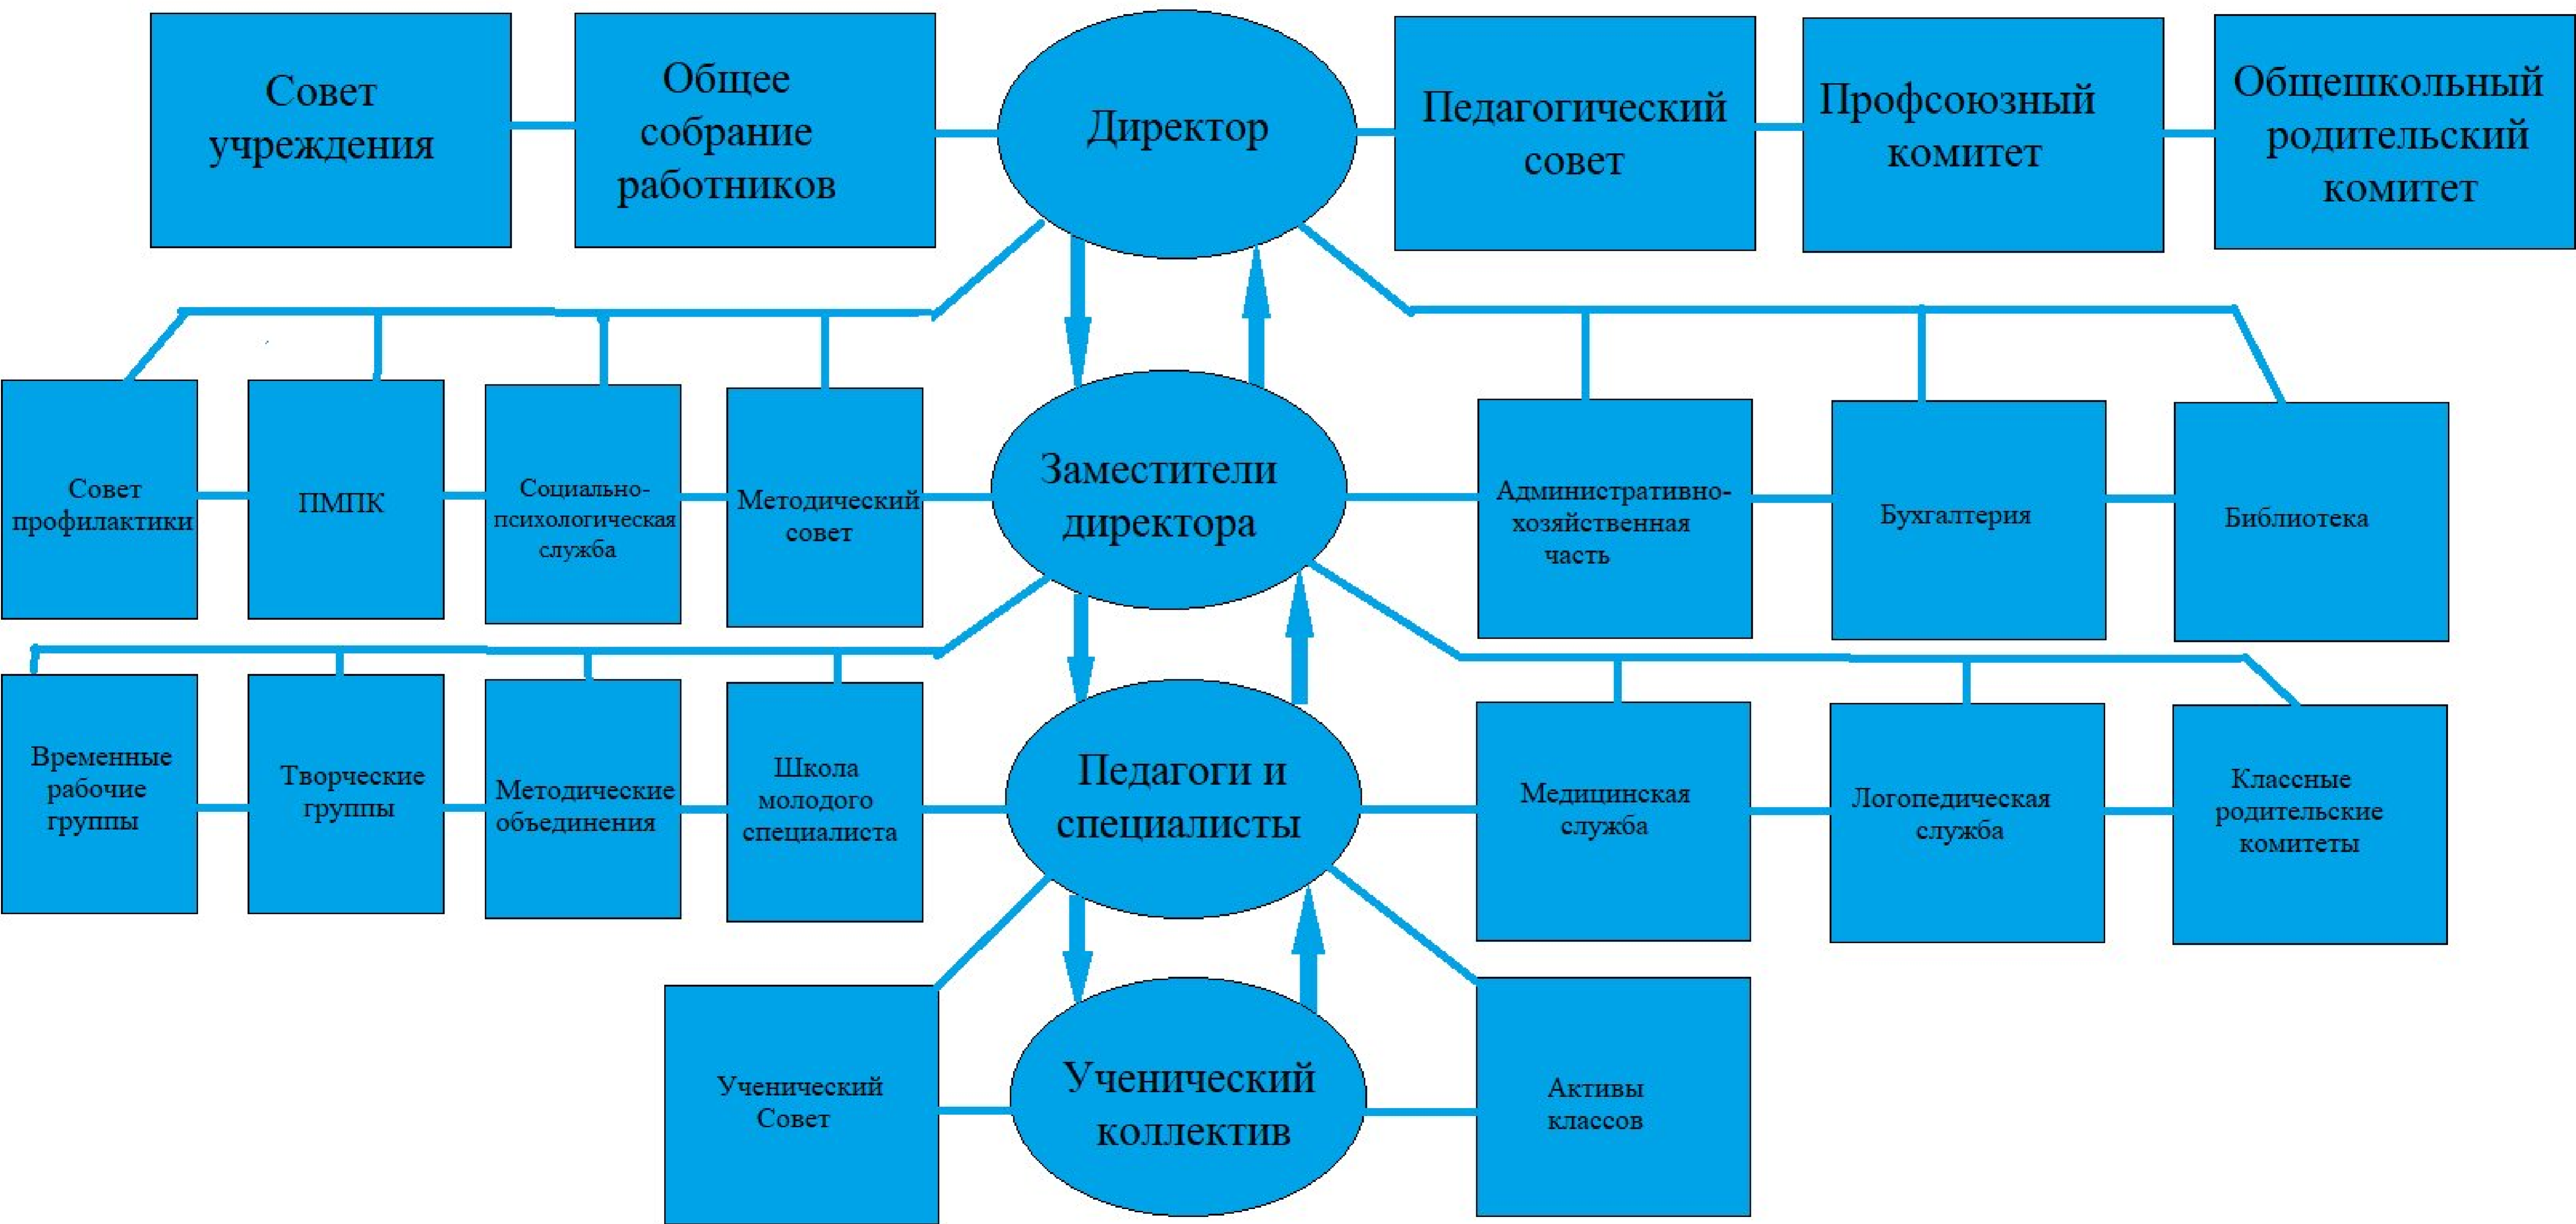 Совет
учреждения
Общее
собрание
работников
Директор
Педагогический
совет
Профсоюзный
комитет
Общешкольный
родительский
комитет
Совет
профилактики
ПМПК
Социально-
психологическая
служба
Методический
совет
Заместители
директора
Административно-
хозяйственная
часть
Бухгалтерия
Библиотека
Временные
рабочие
группы
Творческие
группы
Методические
объединения
Школа
молодого
специалиста
Педагоги и
специалисты
Медицинская
служба
Логопедическая
служба
Классные
родительские
комитеты
Ученический
Совет
Ученический
коллектив
Активы
классов